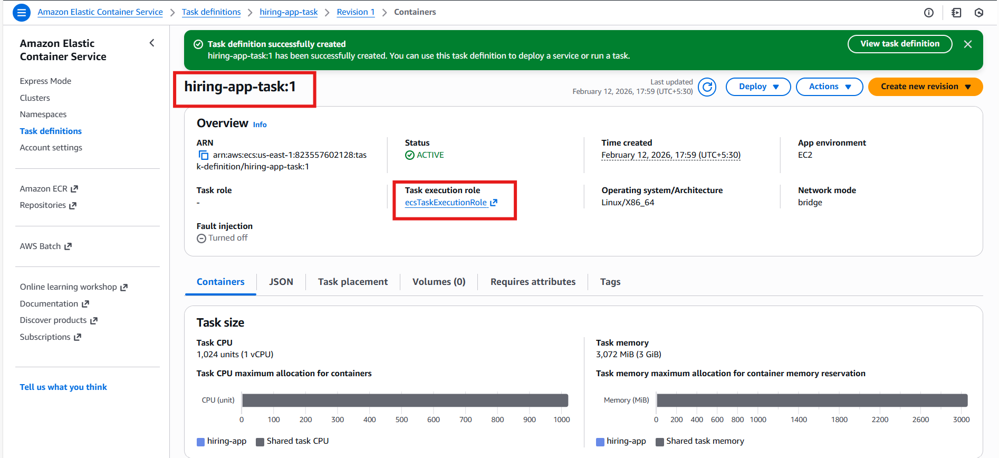 Amazon Elastic Container Service > Task definitions > hiring-app-task > Revision 1 > Containers
Amazon Elastic
Container Service
Express Mode
Clusters
Namespaces
Task definitions
Account settings
Amazon ECR
Repositories
AWS Batch
Online learning workshop
Documentation
Discover products
Subscriptions
Tell us what you think
Task definition successfully created
hiring-app-task:1 has been successfully created. You can use this task definition to deploy a service or run a task.
View task definition
hiring-app-task:1
Last updated
February 12, 2026, 17:59 (UTC+5:30)
Deploy
Actions
Create new revision
Overview Info
ARN
arn:aws:ecs:us-east-1:823557602128:tas
k-definition/hiring-app-task:1
Status
ACTIVE
Time created
February 12, 2026, 17:59 (UTC+5:30)
App environment
EC2
Task role
-
Task execution role
ecsTaskExecutionRole
Operating system/Architecture
Linux/X86_64
Network mode
bridge
Fault injection
Turned off
Containers
JSON
Task placement
Volumes (0)
Requires attributes
Tags
Task size
Task CPU
1,024 units (1 vCPU)
Task CPU maximum allocation for containers
CPU (unit)
0 100 200 300 400 500 600 700 800 900 1000
hiring-app Shared task CPU
Task memory
3,072 MiB (3 GiB)
Task memory maximum allocation for container memory reservation
Memory (MiB)
0 200 400 600 800 1000 1400 1800 2200 2600 3000
hiring-app Shared task memory